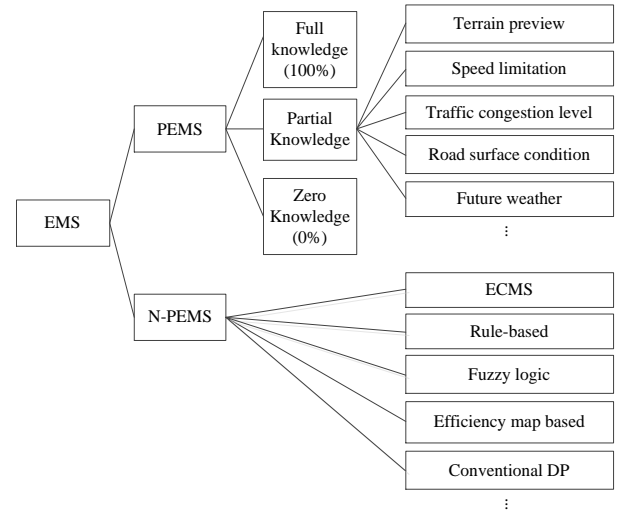 EMS
PEMS
Full
knowledge
(100%)
Partial
Knowledge
Zero
Knowledge
(0%)
Terrain preview
Speed limitation
Traffic congestion level
Road surface condition
Future weather
...
N-PEMS
ECMS
Rule-based
Fuzzy logic
Efficiency map based
Conventional DP
...